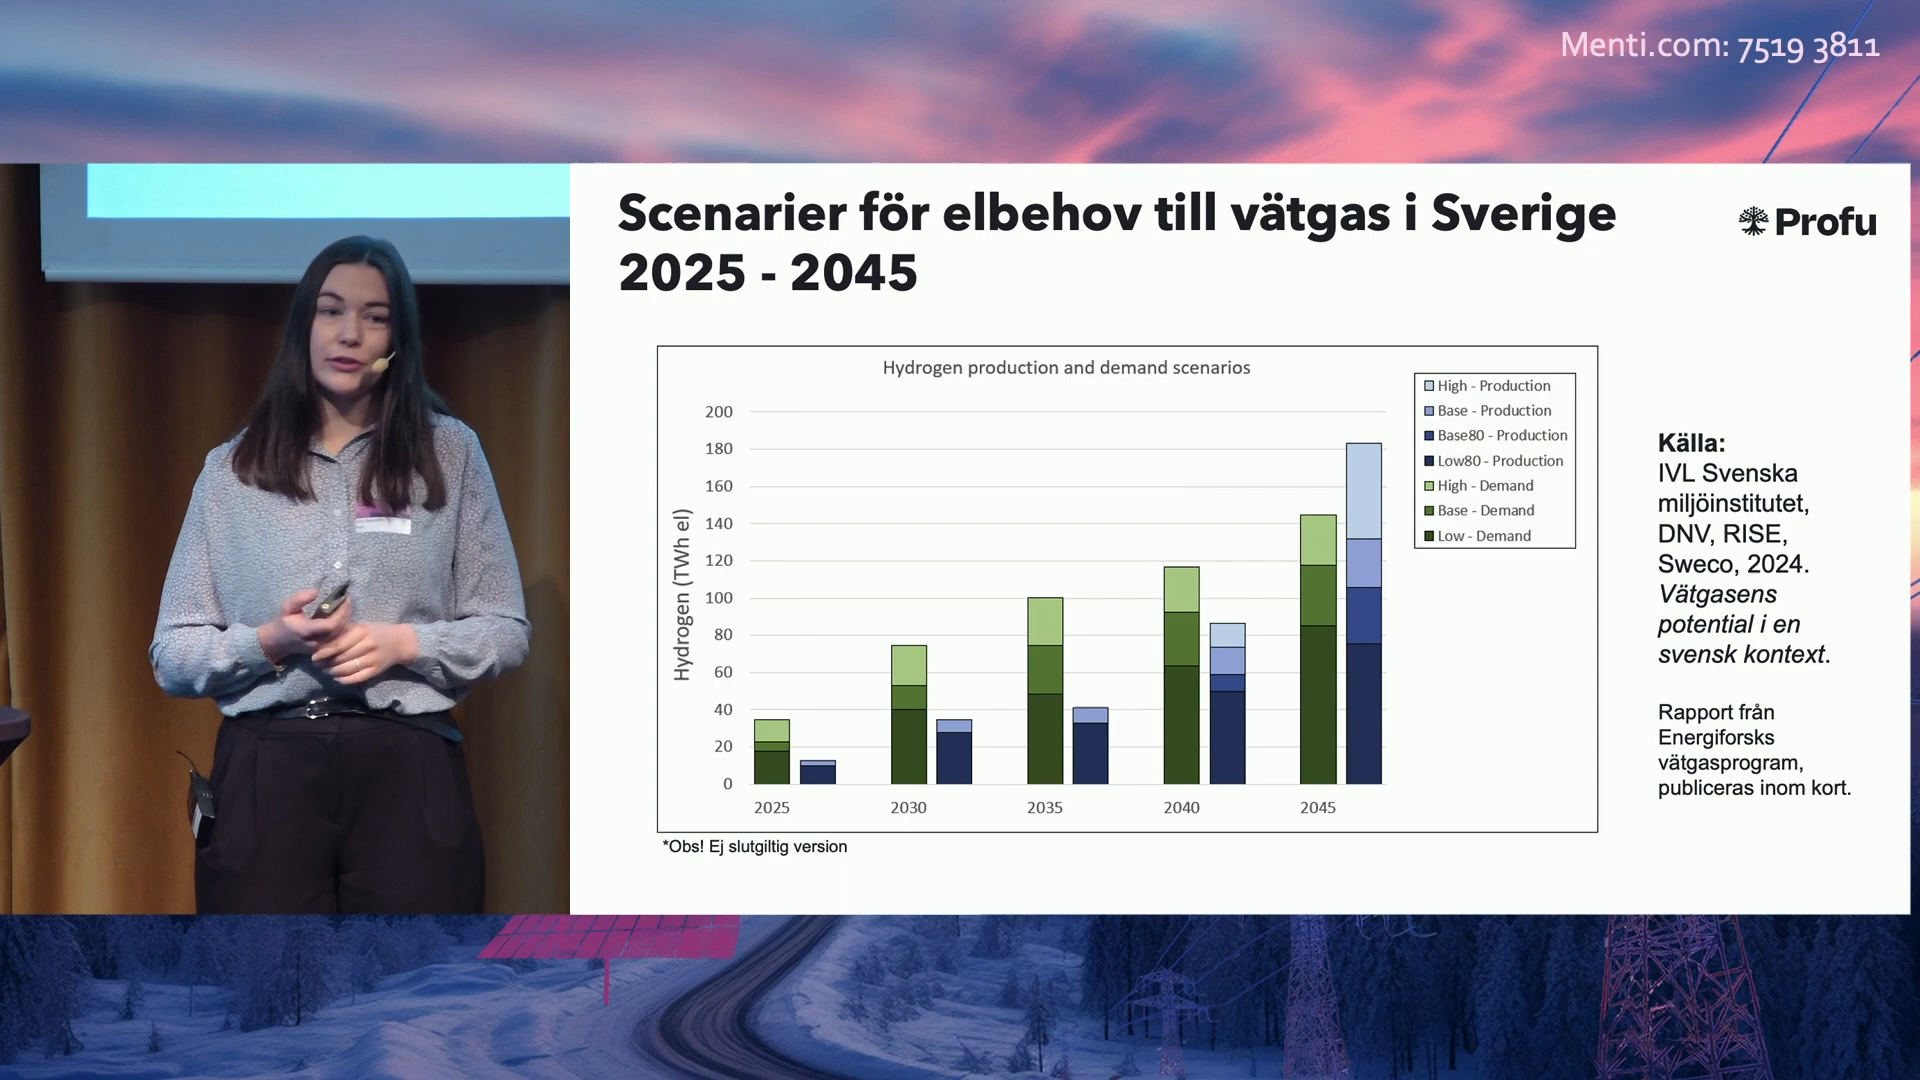 Menti.com: 7519 3811
Scenarier för elbehov till vätgas i Sverige
2025 - 2045
Profu
Hydrogen production and demand scenarios
Hydrogen (TWh el)
200
180
160
140
120
100
80
60
40
20
0
2025
2030
2035
2040
2045
High - Production
Base - Production
Base80 - Production
Low80 - Production
High - Demand
Base - Demand
Low - Demand
*Obs! Ej slutgiltig version
Källa:
IVL Svenska
miljöinstitutet,
DNV, RISE,
Sweco, 2024.
Vätgasens
potential i en
svensk kontext.
Rapport från
Energiforsks
vätgasprogram,
publiceras inom kort.